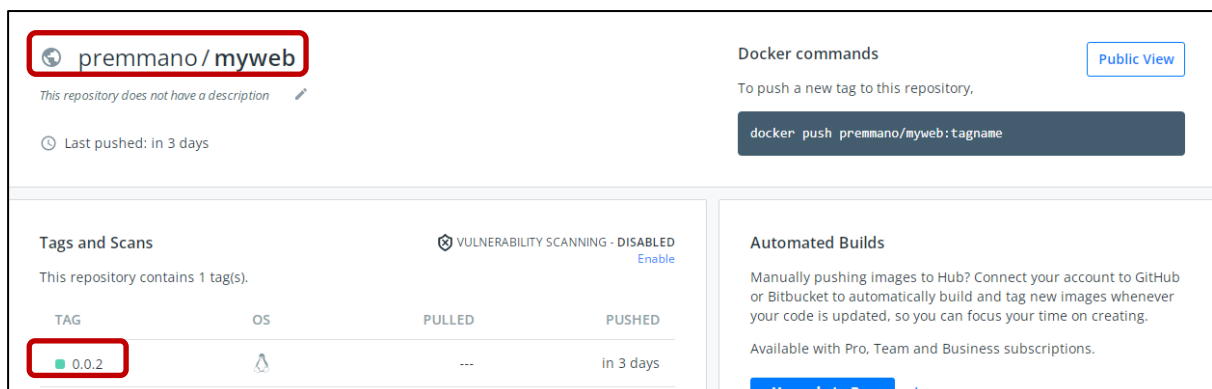 premmano / myweb
This repository does not have a description
Last pushed: in 3 days
Docker commands
Public View
To push a new tag to this repository,
docker push premmano/myweb:tagname
Tags and Scans
VULNERABILITY SCANNING - DISABLED
Enable
This repository contains 1 tag(s).
TAG OS PULLED PUSHED
0.0.2 --- in 3 days
Automated Builds
Manually pushing images to Hub? Connect your account to GitHub
or Bitbucket to automatically build and tag new images whenever
your code is updated, so you can focus your time on creating.
Available with Pro, Team and Business subscriptions.